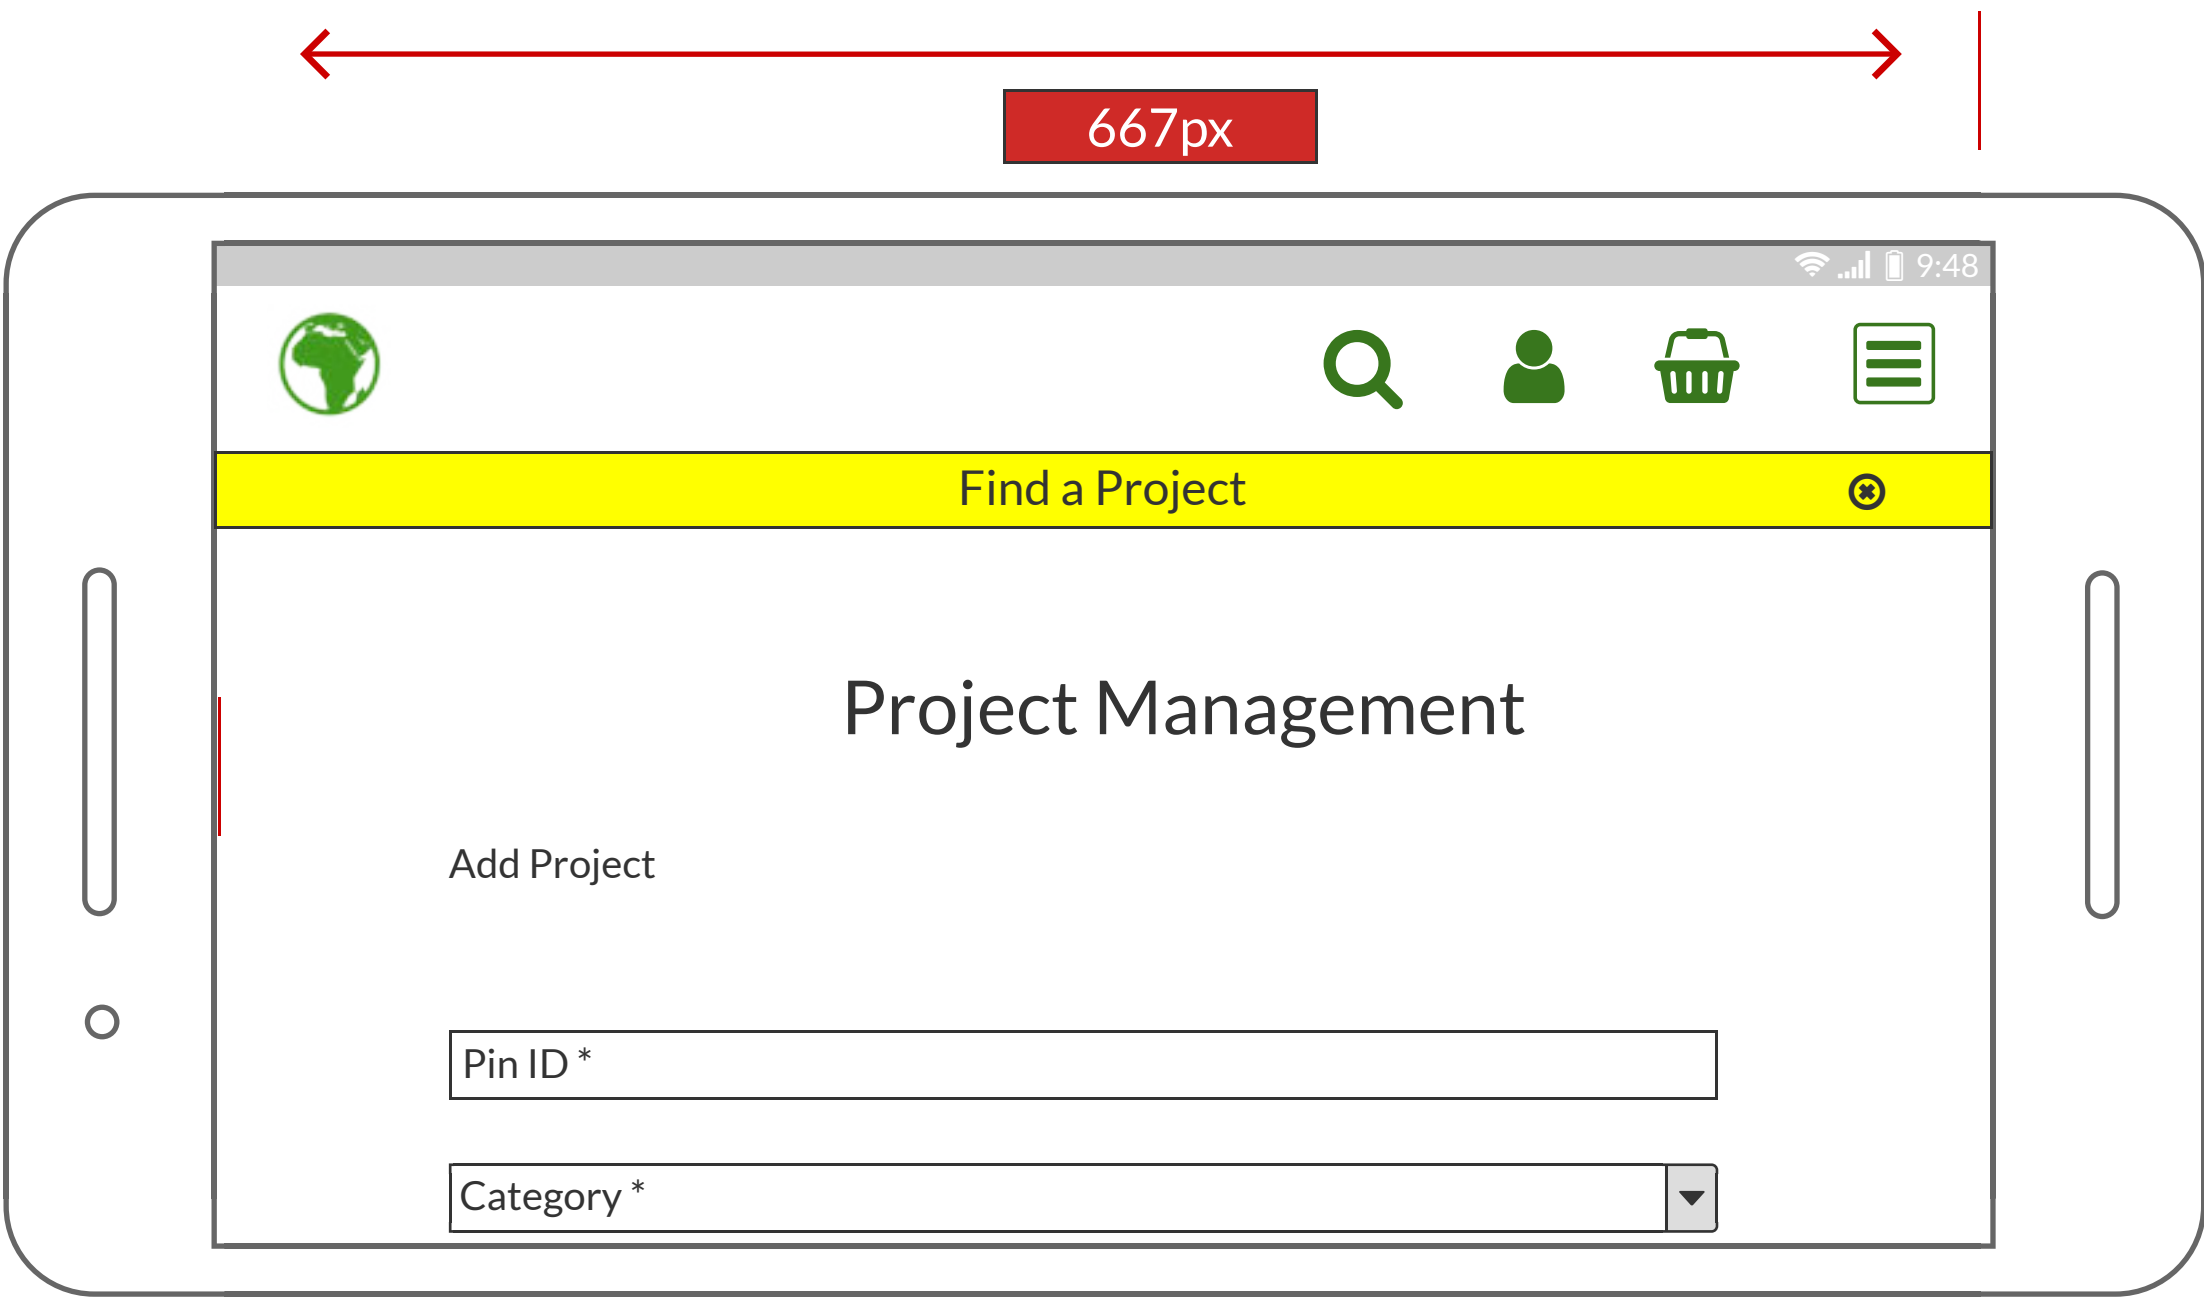 667px
9:48
Find a Project
Project Management
Add Project
Pin ID *
Category *